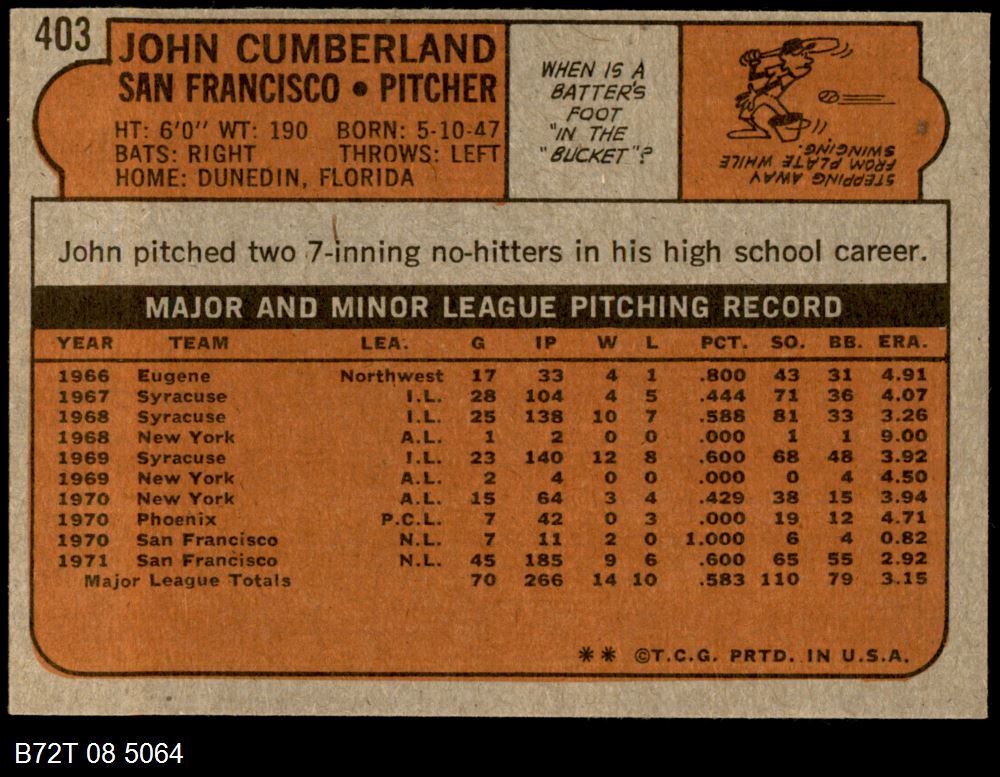 403
JOHN CUMBERLAND
SAN FRANCISCO • PITCHER
HT: 6'0" WT: 190 BORN: 5-10-47
BATS: RIGHT THROWS: LEFT
HOME: DUNEDIN, FLORIDA
WHEN IS A
BATTER'S
FOOT
"IN THE
"BUCKET"?
STEPPING AWAY
FROM PLATE WHILE
SWINGING.
John pitched two 7-inning no-hitters in his high school career.
MAJOR AND MINOR LEAGUE PITCHING RECORD
YEAR TEAM LEA. G IP W L PCT. SO. BB. ERA.
1966 Eugene Northwest 17 33 4 1 .800 43 31 4.91
1967 Syracuse I.L. 28 104 4 5 .444 71 36 4.07
1968 Syracuse I.L. 25 138 10 7 .588 81 33 3.26
1968 New York A.L. 1 2 0 0 .000 1 1 9.00
1969 Syracuse I.L. 23 140 12 8 .600 68 48 3.92
1969 New York A.L. 2 4 0 0 .000 0 4 4.50
1970 New York A.L. 15 64 3 4 .429 38 15 3.94
1970 Phoenix P.C.L. 7 42 0 3 .000 19 12 4.71
1970 San Francisco N.L. 7 11 2 0 1.000 6 4 0.82
1971 San Francisco N.L. 45 185 9 6 .600 65 55 2.92
Major League Totals 70 266 14 10 .583 110 79 3.15
** ©T.C.G. PRTD. IN U.S.A.
B72T 08 5064